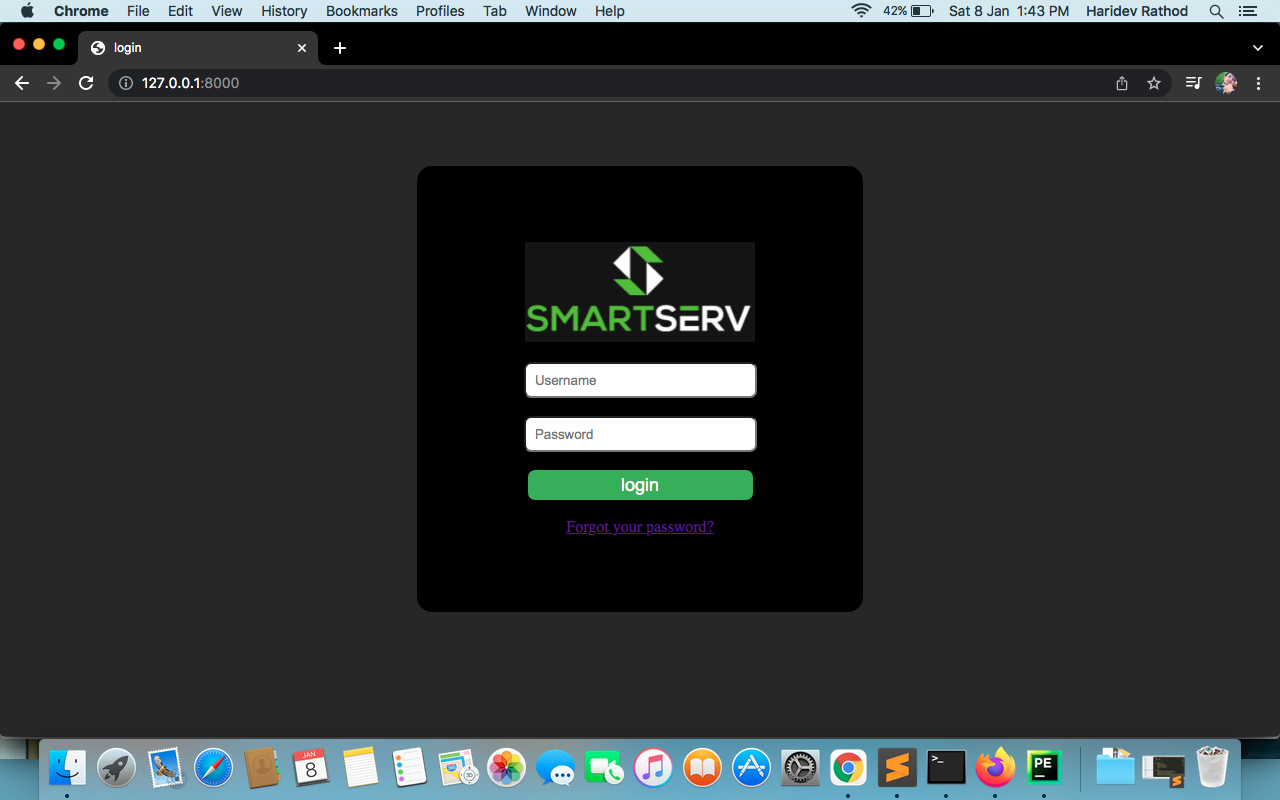 Chrome File Edit View History Bookmarks Profiles Tab Window Help 42% Sat 8 Jan 1:43 PM Haridev Rathod
login
127.0.0.1:8000
SMARTSERV
Username
Password
login
Forgot your password?
JAN
8
3D
>_
PE